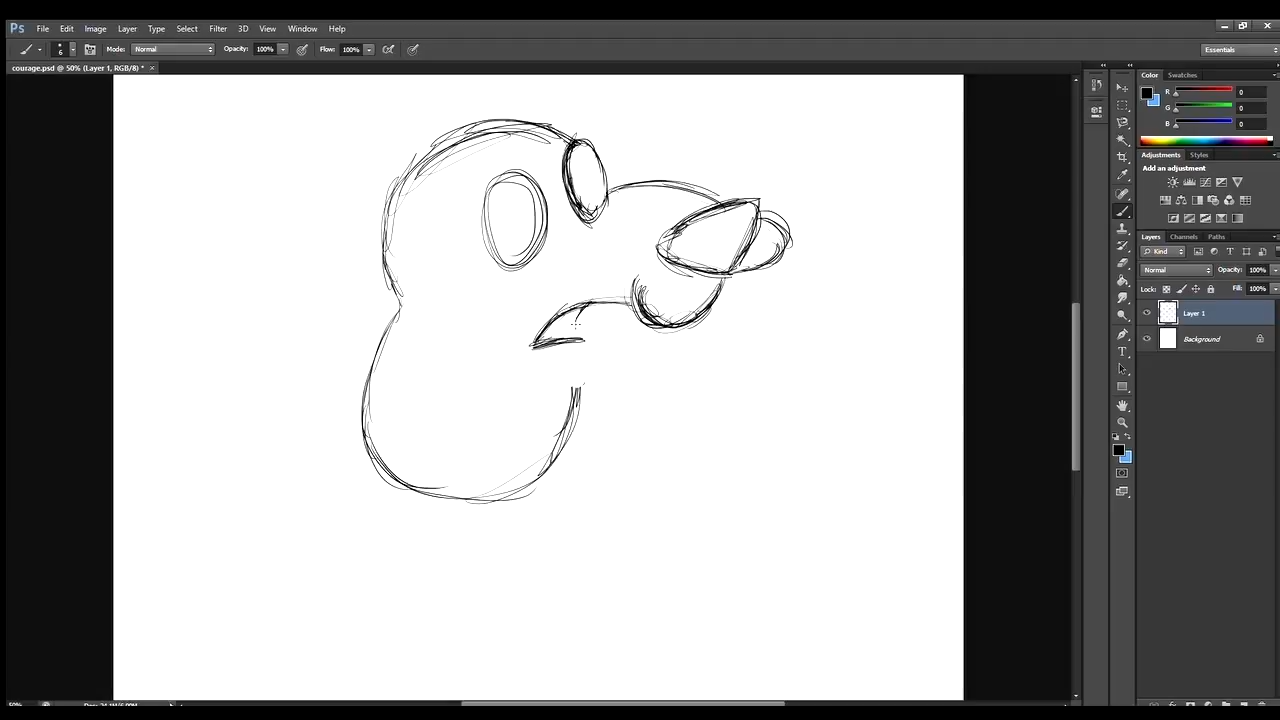 Ps File Edit Image Layer Type Select Filter 3D View Window Help
6 Mode: Normal Opacity: 100% Flow: 100% Essentials
courage.psd @ 50% (Layer 1, RGB/8) * ×
Color Swatches
R 0
G 0
B 0
Adjustments Styles
Add an adjustment
Layers Channels Paths
Kind
Normal Opacity: 100%
Lock: Fill: 100%
Layer 1
Background
50%